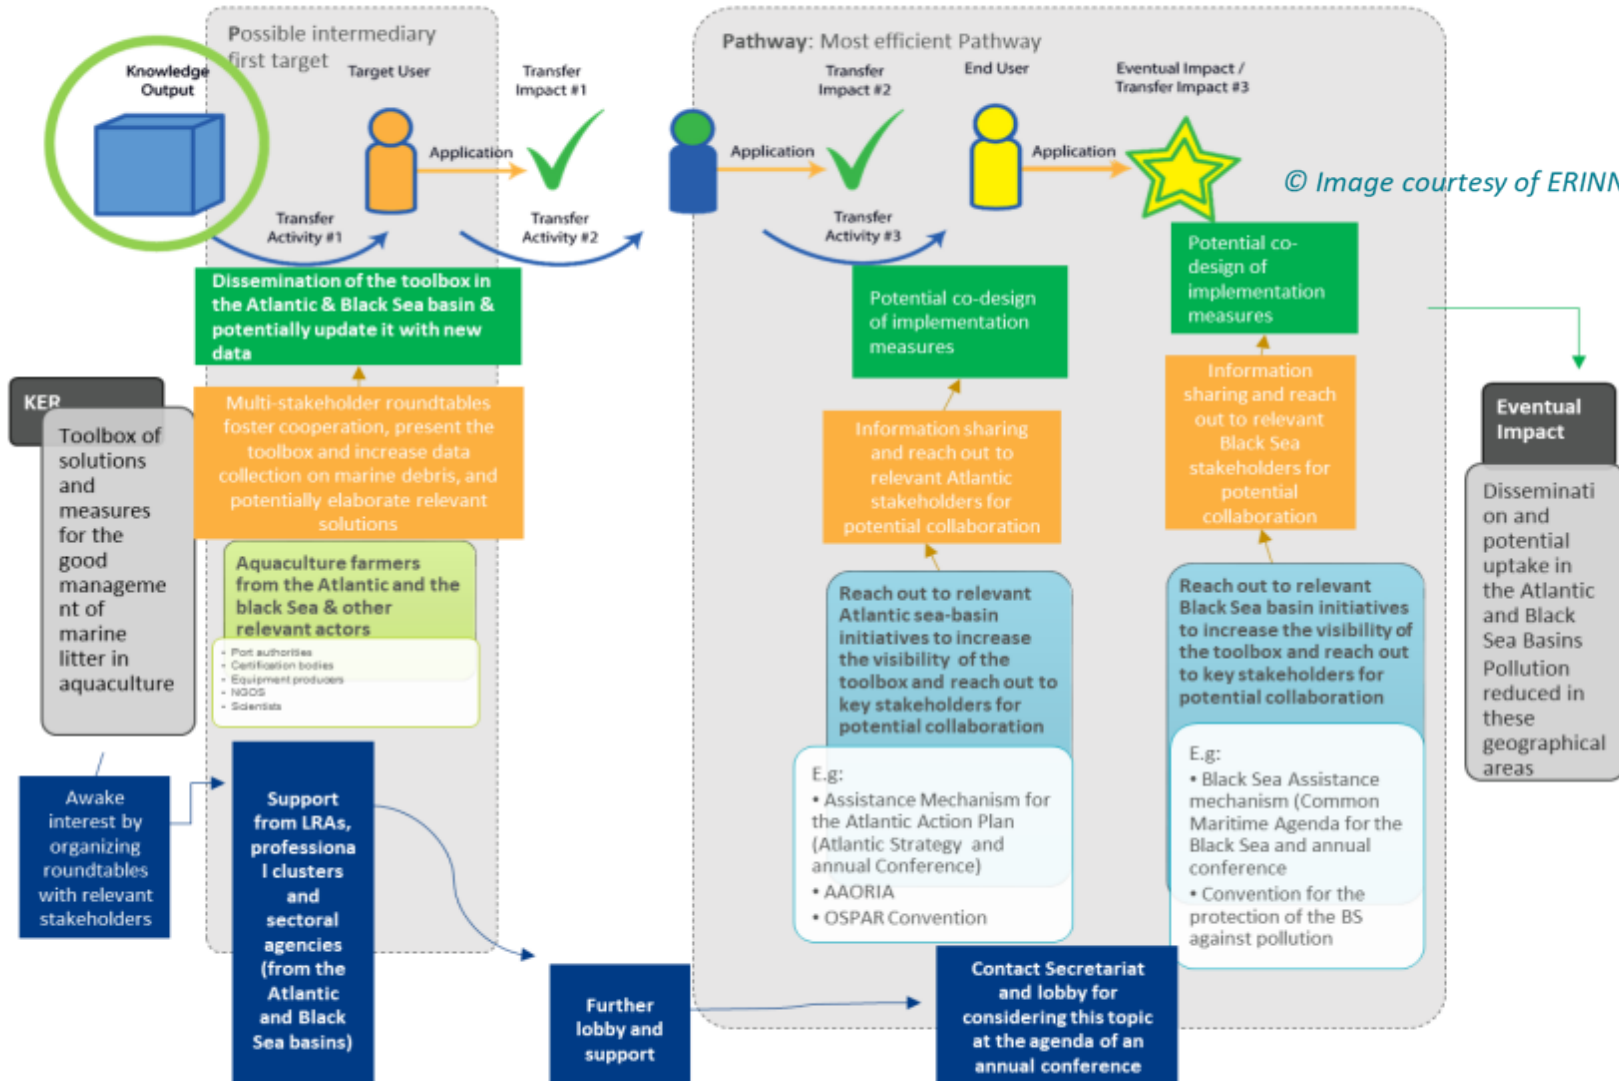 Possible intermediary
first target
Pathway: Most efficient Pathway
Knowledge
Output
Target User
Transfer
Impact #1
Transfer
Impact #2
End User
Eventual Impact /
Transfer Impact #3
Application
Application
Application
© Image courtesy of ERINN
Transfer
Activity #1
Transfer
Activity #2
Transfer
Activity #3
Dissemination of the toolbox in
the Atlantic & Black Sea basin &
potentially update it with new
data
Potential co-design
of implementation
measures
Potential co-
design of
implementation
measures
KER
Toolbox of
solutions
and
measures
for the
good
manageme
nt of
marine
litter in
aquaculture
Multi-stakeholder roundtables
foster cooperation, present the
toolbox and increase data
collection on marine debris, and
potentially elaborate relevant
solutions
Information sharing
and reach out to
relevant Atlantic
stakeholders for
potential collaboration
Information
sharing and reach
out to relevant
Black Sea
stakeholders for
potential
collaboration
Eventual
Impact
Disseminati
on and
potential
uptake in
the Atlantic
and Black
Sea Basins
Pollution
reduced in
these
geographical
areas
Aquaculture farmers
from the Atlantic and the
black Sea & other
relevant actors
• Port authorities
• Certification bodies
• Equipment producers
• NGOS
• Scientists
Reach out to relevant
Atlantic sea-basin
initiatives to increase
the visibility of the
toolbox and reach out to
key stakeholders for
potential collaboration
E.g:
• Assistance Mechanism for
the Atlantic Action Plan
(Atlantic Strategy and
annual Conference)
• AAORIA
• OSPAR Convention
Reach out to relevant
Black Sea basin initiatives
to increase the visibility of
the toolbox and reach out
to key stakeholders for
potential collaboration
E.g:
• Black Sea Assistance
mechanism (Common
Maritime Agenda for the
Black Sea and annual
conference
• Convention for the
protection of the BS
against pollution
Awake
interest by
organizing
roundtables
with relevant
stakeholders
Support
from LRAs,
professiona
l clusters
and
sectoral
agencies
(from the
Atlantic
and Black
Sea basins)
Further
lobby and
support
Contact Secretariat
and lobby for
considering this topic
at the agenda of an
annual conference